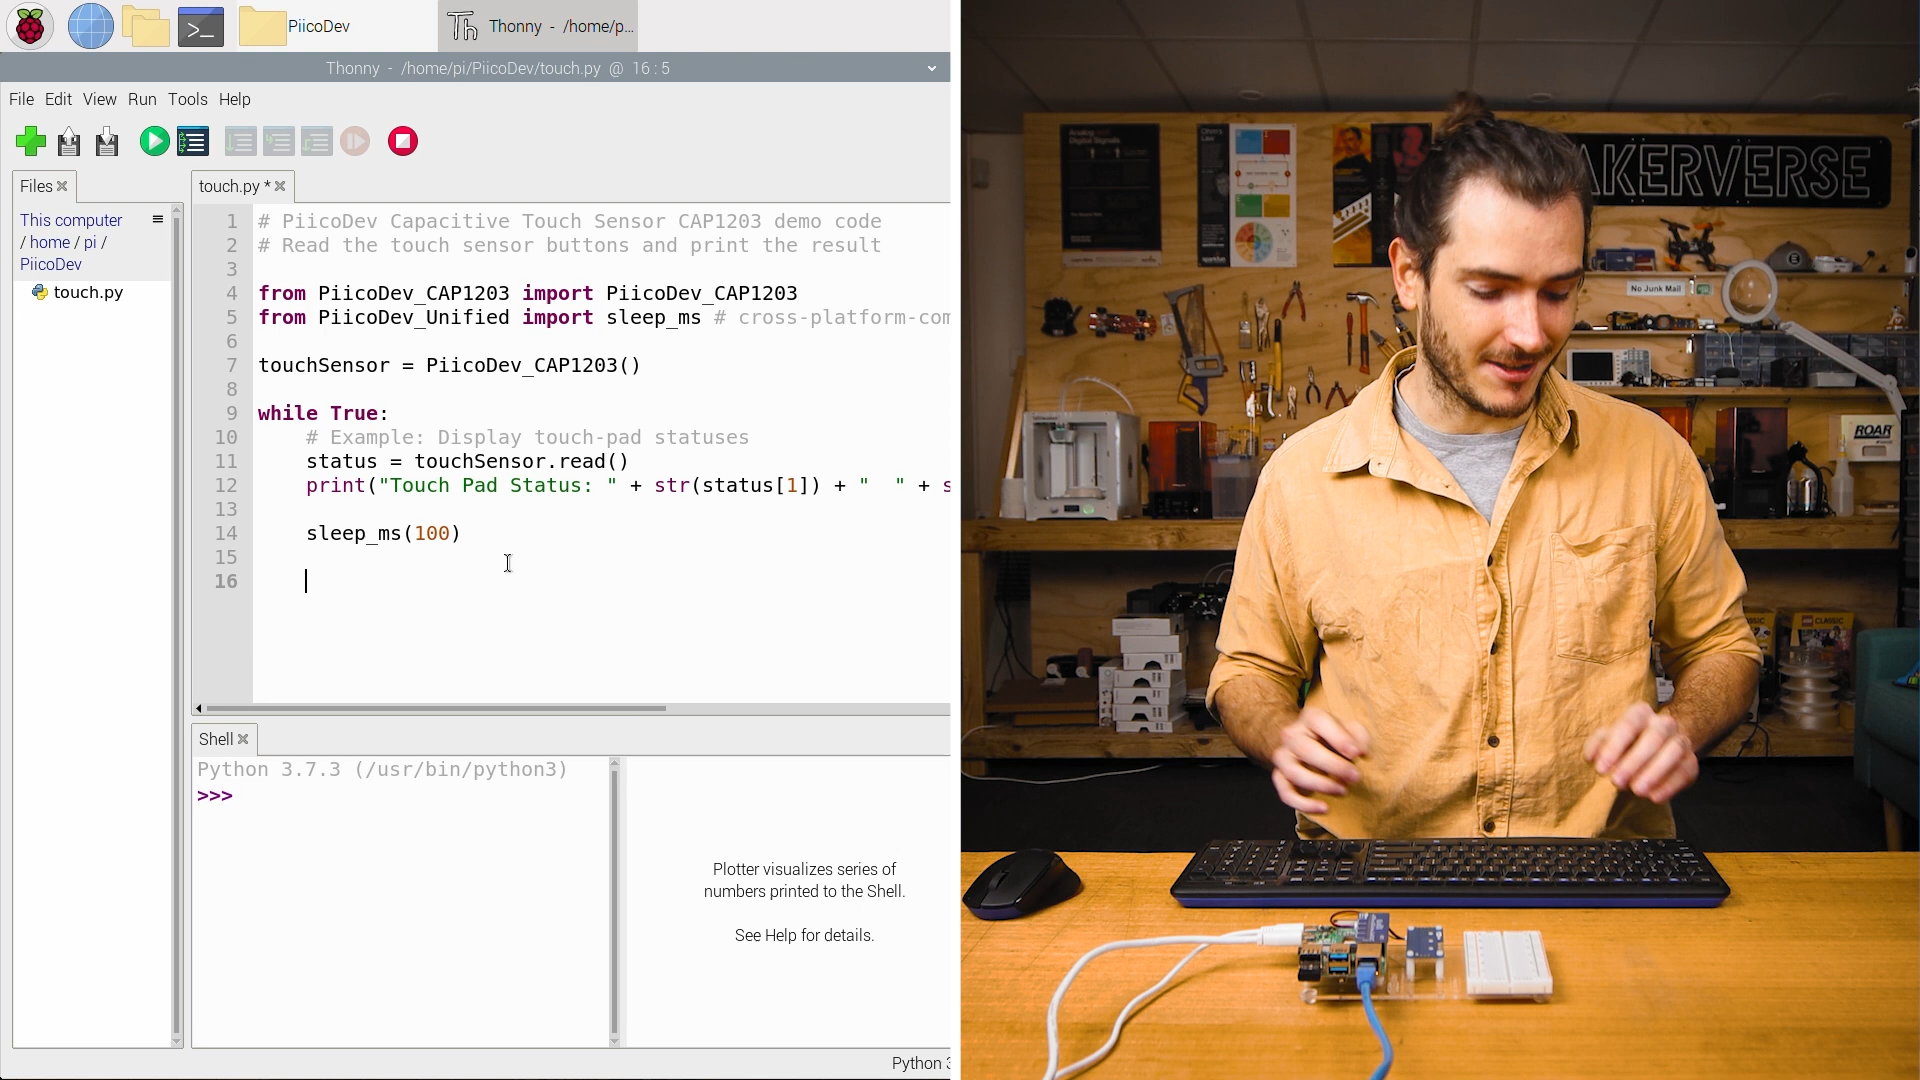 PiicoDev
Thonny - /home/p...
Thonny - /home/pi/PiicoDev/touch.py @ 16 : 5
File Edit View Run Tools Help
Files
This computer
/ home / pi /
PiicoDev
touch.py
touch.py *
1 # PiicoDev Capacitive Touch Sensor CAP1203 demo code
2 # Read the touch sensor buttons and print the result
3
4 from PiicoDev_CAP1203 import PiicoDev_CAP1203
5 from PiicoDev_Unified import sleep_ms # cross-platform-com
6
7 touchSensor = PiicoDev_CAP1203()
8
9 while True:
10 # Example: Display touch-pad statuses
11 status = touchSensor.read()
12 print("Touch Pad Status: " + str(status[1]) + "  " + s
13
14 sleep_ms(100)
15
16
Shell
Python 3.7.3 (/usr/bin/python3)
>>>
Plotter visualizes series of
numbers printed to the Shell.
See Help for details.
Python 3
Analog
Digital Signals
Ohm's
Law
AKERVERSE
No Junk Mail
ROAR
CLASSIC